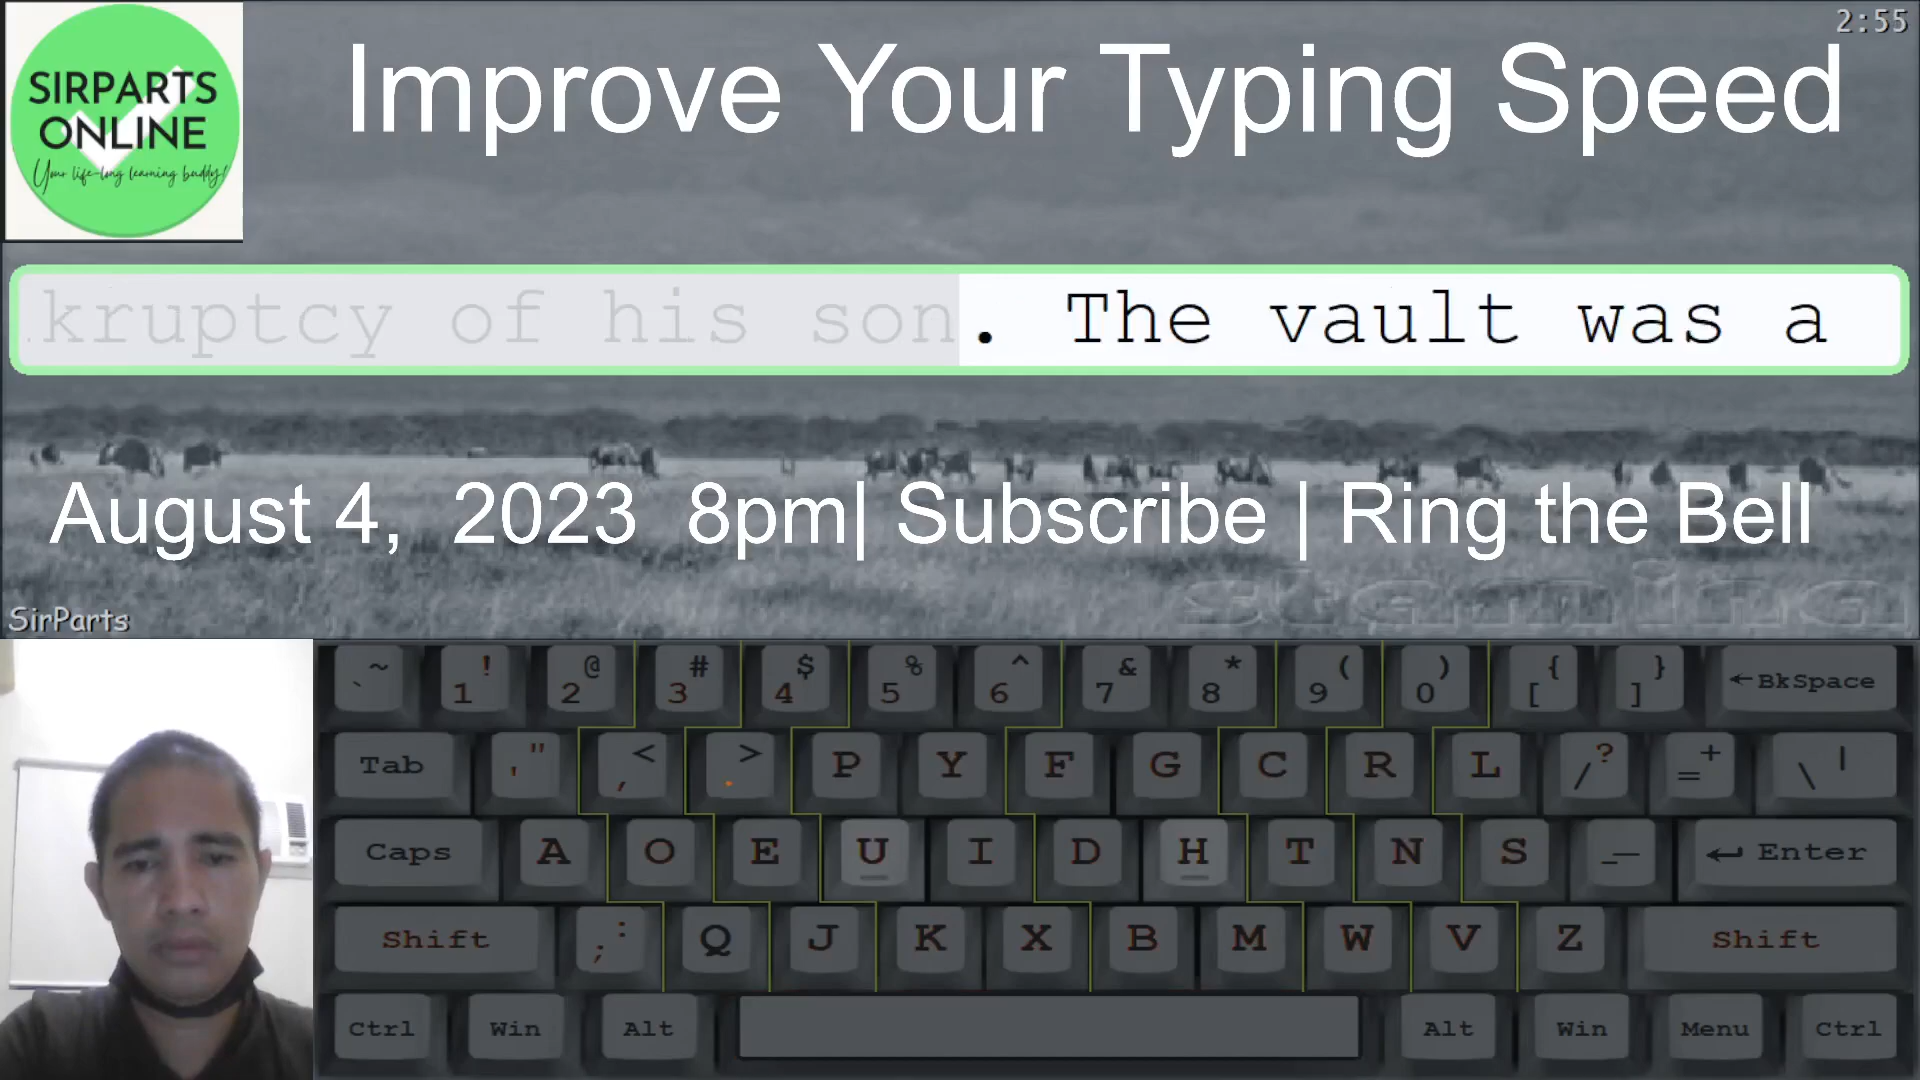 2:55
SIRPARTS
ONLINE
Your life-long learning buddy!
Improve Your Typing Speed
kruptcy of his son. The vault was a
August 4, 2023 8pm| Subscribe | Ring the Bell
stamina
SirParts
~ ` ! 1 @ 2 # 3 $ 4 % 5 ^ 6 & 7 * 8 ( 9 ) 0 { [ } ] ←BkSpace
Tab " ' < , > . P Y F G C R L ? / + = | \
Caps A O E U I D H T N S _ - Enter
Shift : ; Q J K X B M W V Z Shift
Ctrl Win Alt Alt Win Menu Ctrl